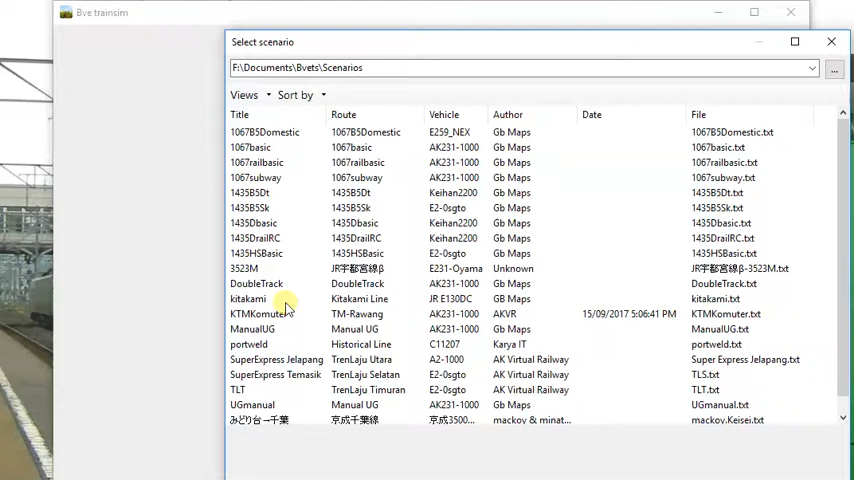 Bve trainsim
Select scenario
F:\Documents\Bvets\Scenarios
...
Views Sort by
Title Route Vehicle Author Date File
1067B5Domestic 1067B5Domestic E259_NEX Gb Maps 1067B5Domestic.txt
1067basic 1067basic AK231-1000 Gb Maps 1067basic.txt
1067railbasic 1067railbasic AK231-1000 Gb Maps 1067railbasic.txt
1067subway 1067subway AK231-1000 Gb Maps 1067subway.txt
1435B5Dt 1435B5Dt Keihan2200 Gb Maps 1435B5Dt.txt
1435B5Sk 1435B5Sk E2-0sgto Gb Maps 1435B5Sk.txt
1435Dbasic 1435Dbasic Keihan2200 Gb Maps 1435Dbasic.txt
1435DrailRC 1435DrailRC Keihan2200 Gb Maps 1435DrailRC.txt
1435HSBasic 1435HSBasic E2-0sgto Gb Maps 1435HSBasic.txt
3523M JR宇都宮線β E231-Oyama Unknown JR宇都宮線β-3523M.txt
DoubleTrack DoubleTrack AK231-1000 Gb Maps DoubleTrack.txt
kitakami Kitakami Line JR E130DC GB Maps kitakami.txt
KTMKomuter TM-Rawang AK231-1000 AKVR 15/09/2017 5:06:41 PM KTMKomuter.txt
ManualUG Manual UG AK231-1000 Gb Maps ManualUG.txt
portweld Historical Line C11207 Karya IT portweld.txt
SuperExpress Jelapang TrenLaju Utara A2-1000 AK Virtual Railway Super Express Jelapang.txt
SuperExpress Temasik TrenLaju Selatan E2-0sgto AK Virtual Railway TLS.txt
TLT TrenLaju Timuran E2-0sgto AK Virtual Railway TLT.txt
UGmanual Manual UG AK231-1000 Gb Maps UGmanual.txt
みどり台→千葉 京成千葉線 京成3500... mackoy & minat... mackoy.Keisei.txt